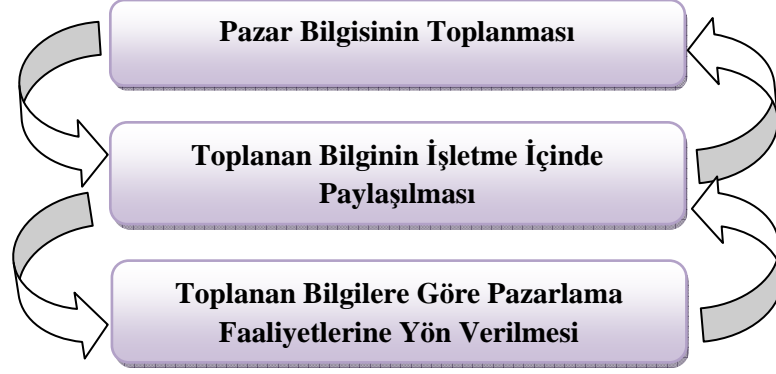 Pazar Bilgisinin Toplanması
Toplanan Bilginin İşletme İçinde
Paylaşılması
Toplanan Bilgilere Göre Pazarlama
Faaliyetlerine Yön Verilmesi